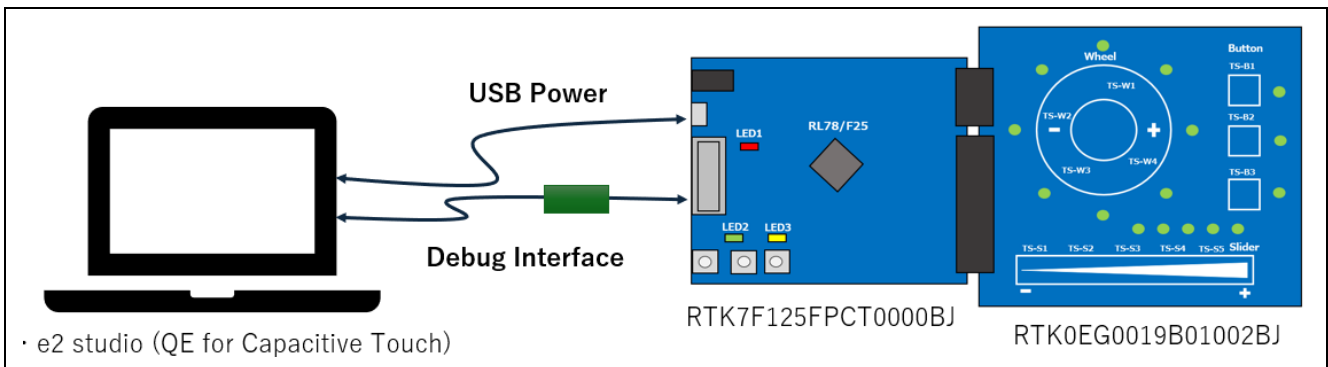 USB Power
Debug Interface
・e2 studio (QE for Capacitive Touch)
LED1
RL78/F25
LED2 LED3
RTK7F125FPCT0000BJ
Wheel
TS-W1
TS-W2
- +
TS-W3
TS-W4
Button
TS-B1
TS-B2
TS-B3
TS-S1 TS-S2 TS-S3 TS-S4 TS-S5 Slider
- +
RTK0EG0019B01002BJ